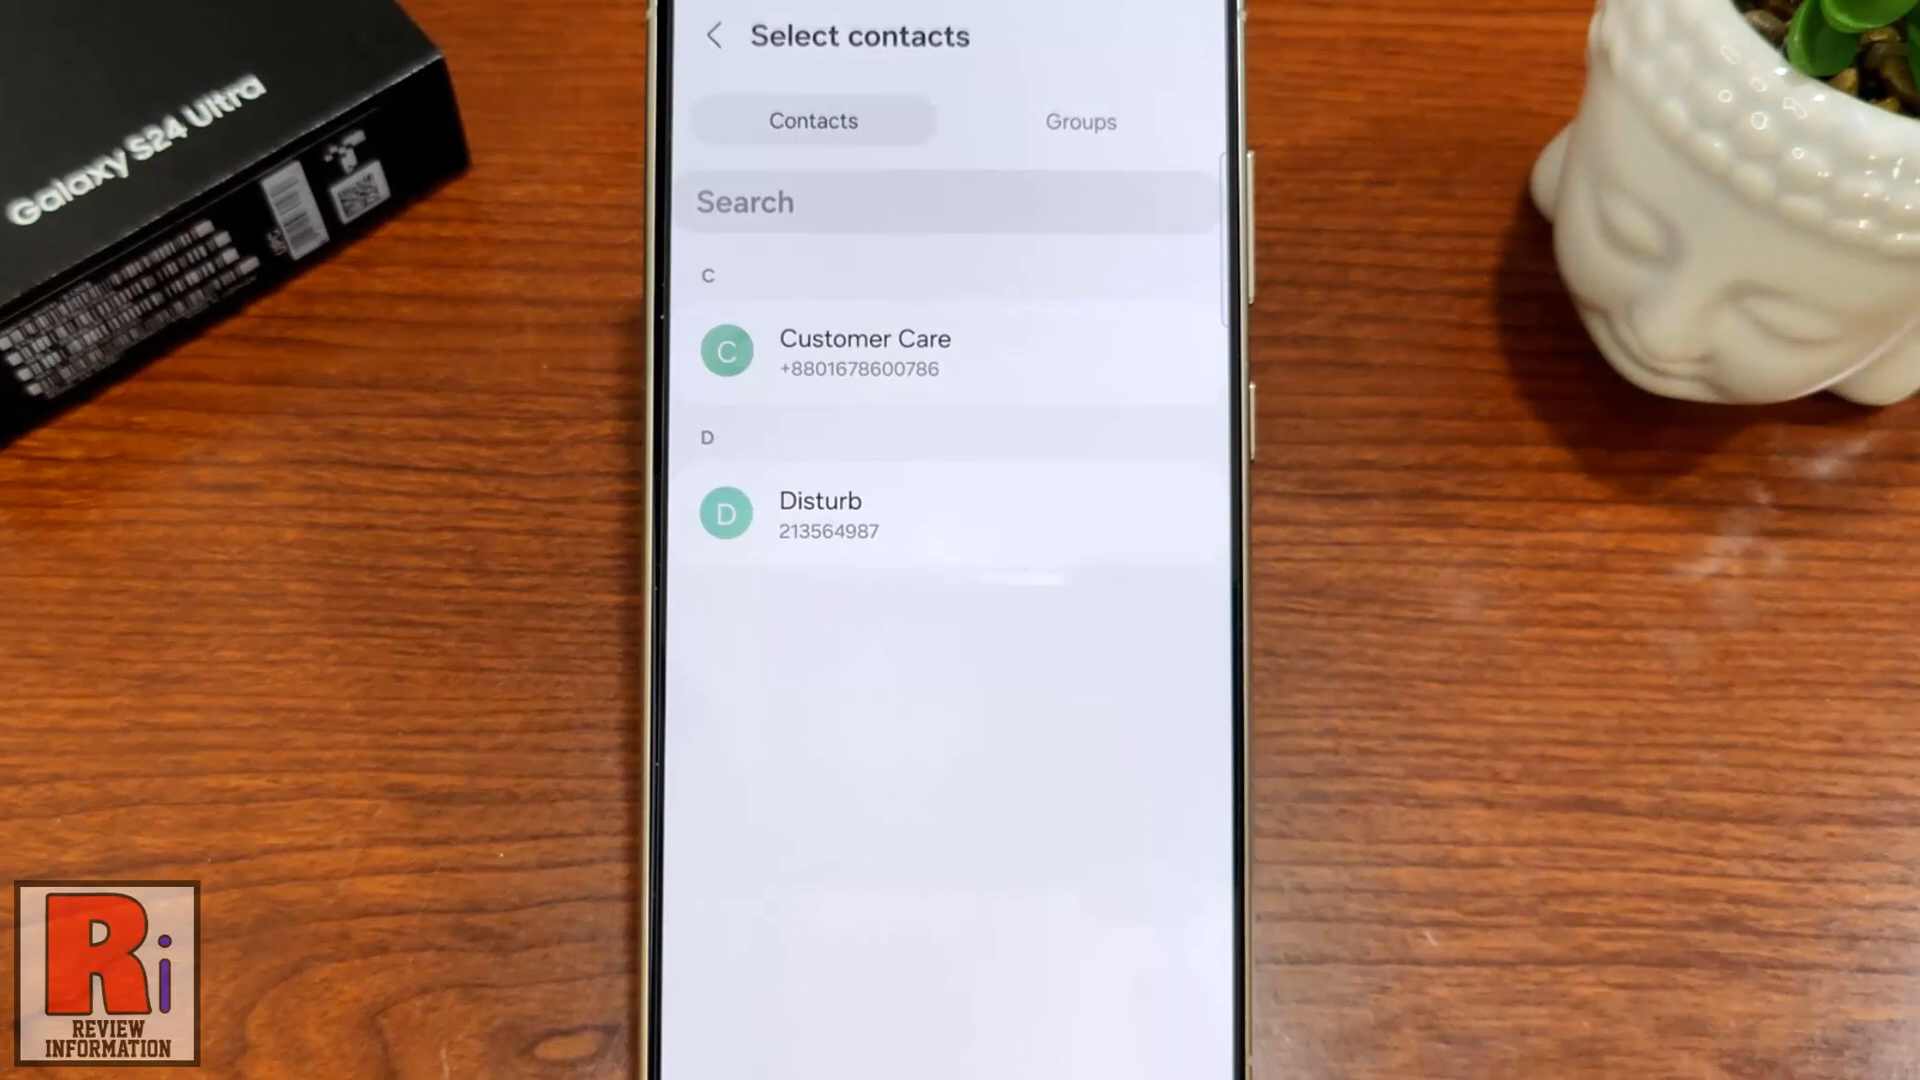 Galaxy S24 Ultra
Select contacts
Contacts
Groups
Search
C
C
Customer Care
+8801678600786
D
D
Disturb
213564987
Ri
REVIEW
INFORMATION